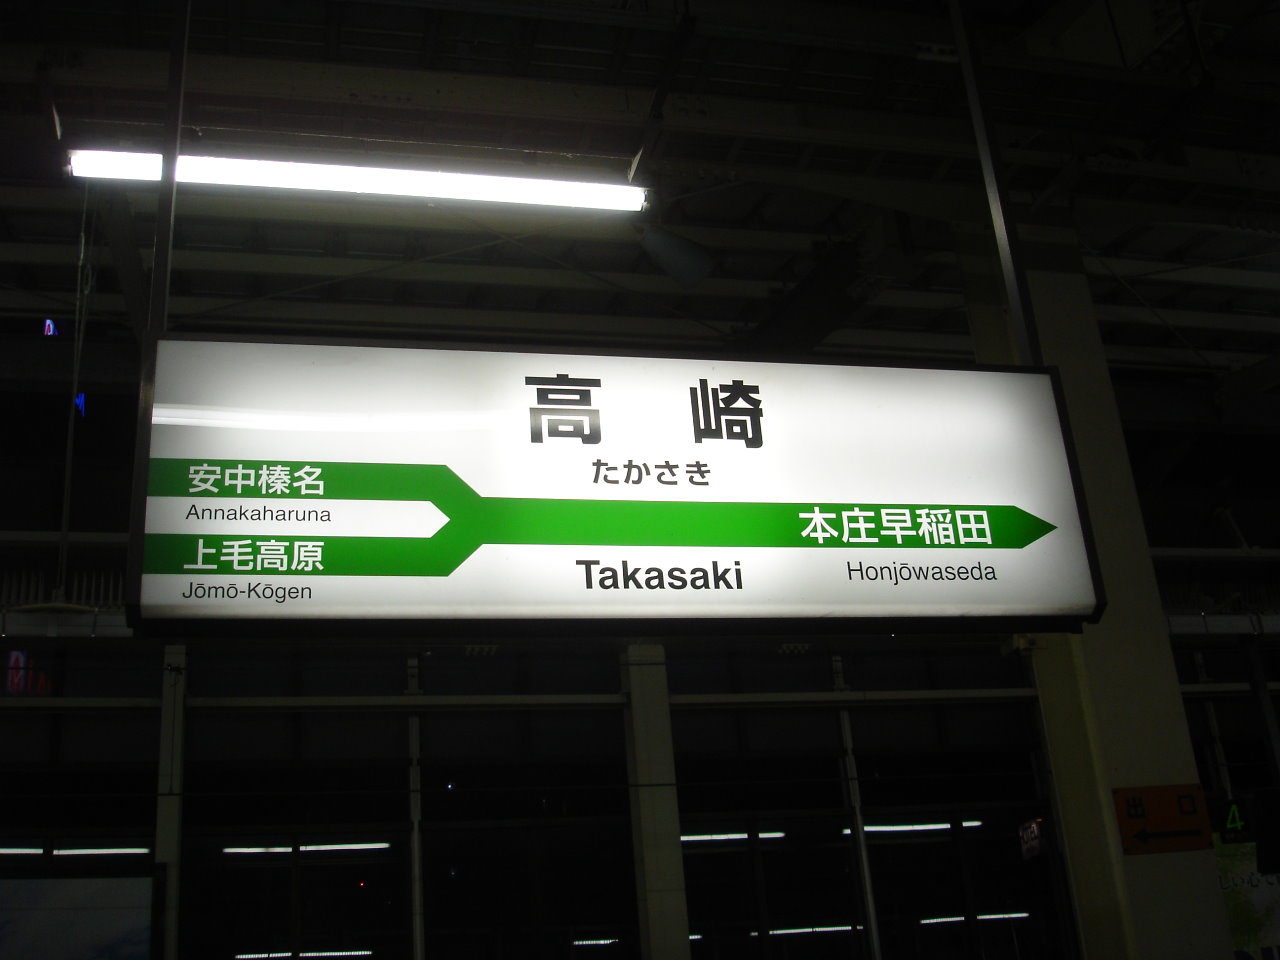 高崎
たかさき
安中榛名
Annakaharuna
上毛高原
Jōmō-Kōgen
本庄早稲田
Takasaki
Honjōwaseda
出口
4